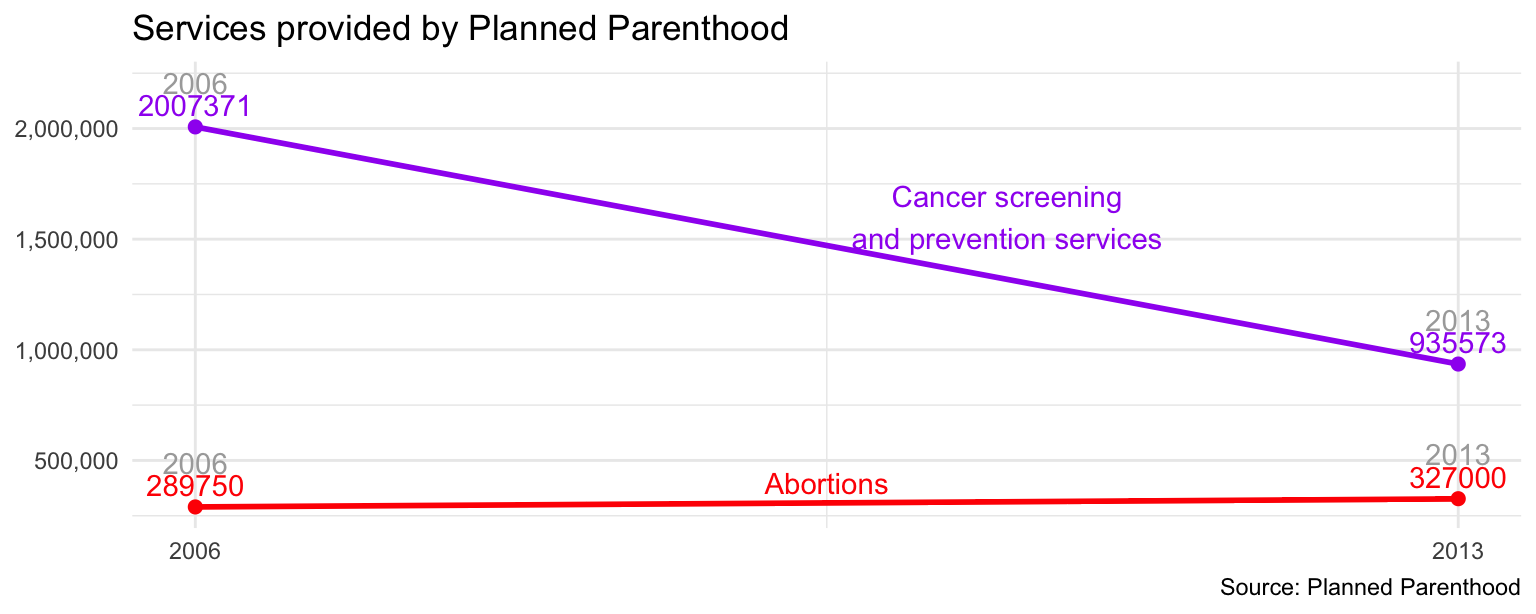 Services provided by Planned Parenthood
2006
2007371
2,000,000
Cancer screening
and prevention services
1,500,000
2013
935573
1,000,000
500,000
2006
289750
Abortions
2013
327000
2006
2013
Source: Planned Parenthood